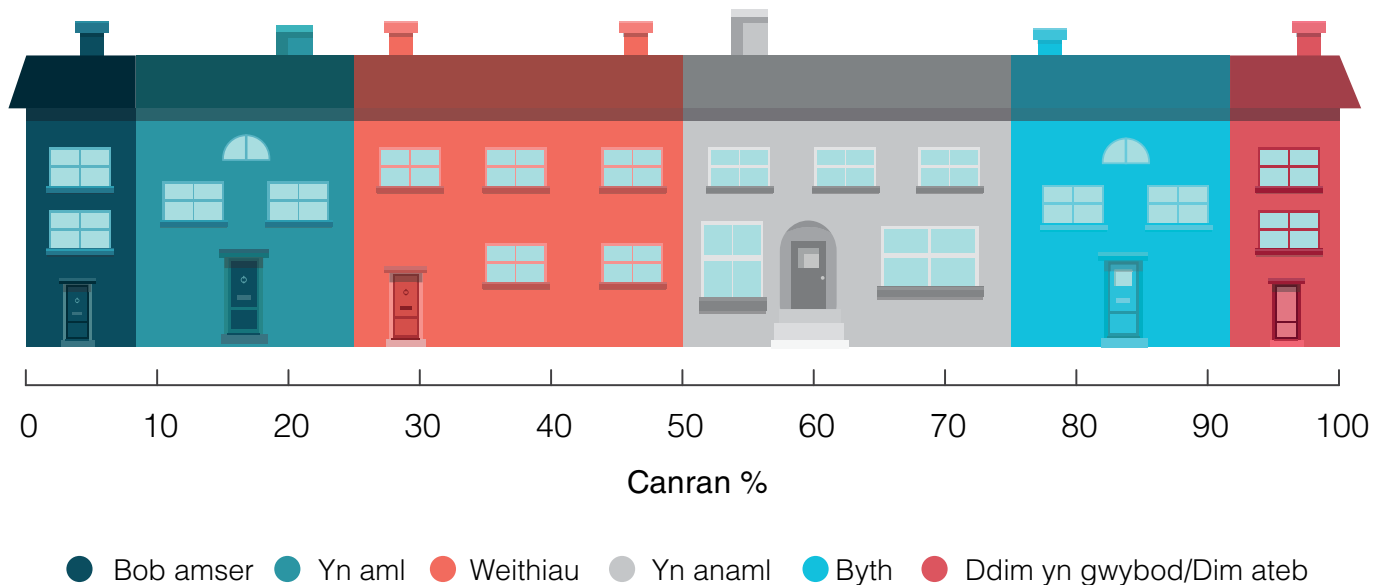 0 10 20 30 40 50 60 70 80 90 100
Canran %
Bob amser Yn aml Weithiau Yn anaml Byth Ddim yn gwybod/Dim ateb